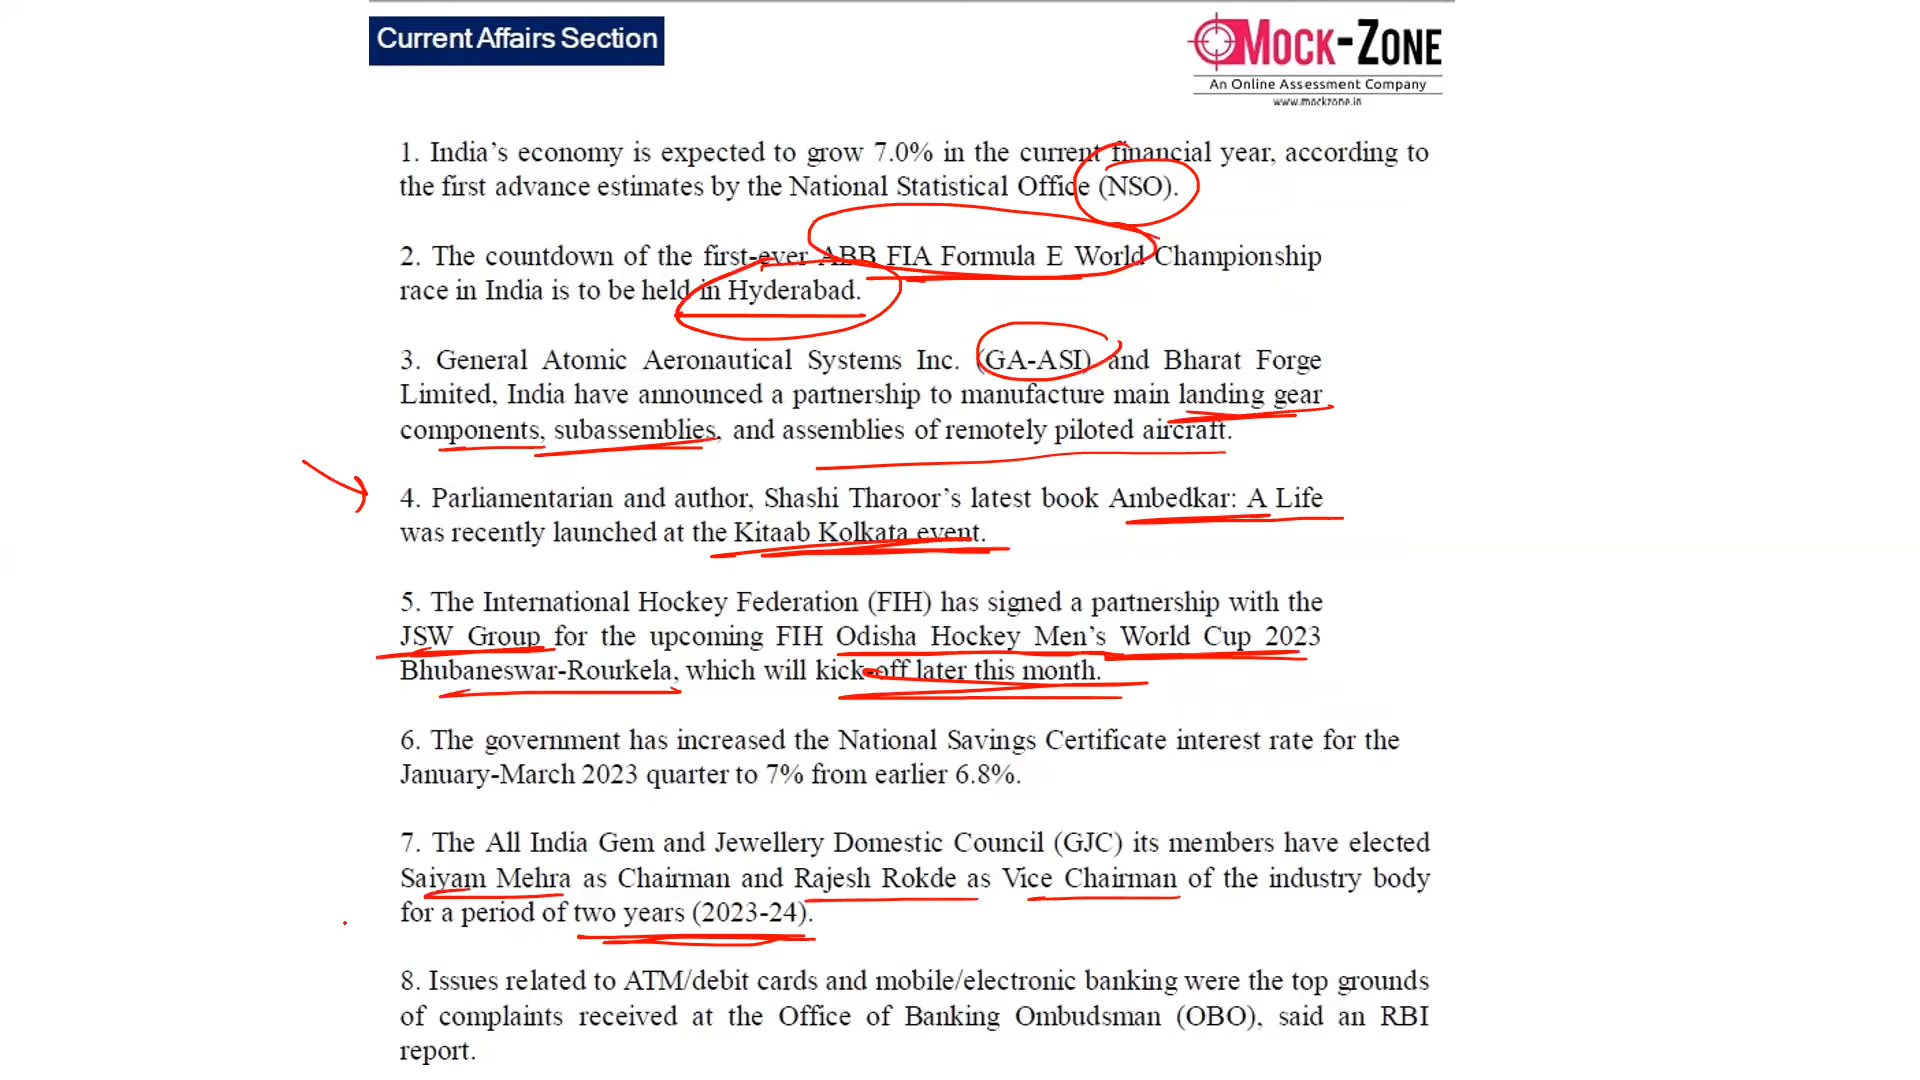 Current Affairs Section
MOCK-ZONE
An Online Assessment Company
www.mockzone.in
1. India's economy is expected to grow 7.0% in the current financial year, according to
the first advance estimates by the National Statistical Office (NSO).
2. The countdown of the first-ever ABB FIA Formula E World Championship
race in India is to be held in Hyderabad.
3. General Atomic Aeronautical Systems Inc. (GA-ASI) and Bharat Forge
Limited, India have announced a partnership to manufacture main landing gear
components, subassemblies, and assemblies of remotely piloted aircraft.
4. Parliamentarian and author, Shashi Tharoor's latest book Ambedkar: A Life
was recently launched at the Kitaab Kolkata event.
5. The International Hockey Federation (FIH) has signed a partnership with the
JSW Group for the upcoming FIH Odisha Hockey Men's World Cup 2023
Bhubaneswar-Rourkela, which will kick-off later this month.
6. The government has increased the National Savings Certificate interest rate for the
January-March 2023 quarter to 7% from earlier 6.8%.
7. The All India Gem and Jewellery Domestic Council (GJC) its members have elected
Saiyam Mehra as Chairman and Rajesh Rokde as Vice Chairman of the industry body
for a period of two years (2023-24).
8. Issues related to ATM/debit cards and mobile/electronic banking were the top grounds
of complaints received at the Office of Banking Ombudsman (OBO), said an RBI
report.